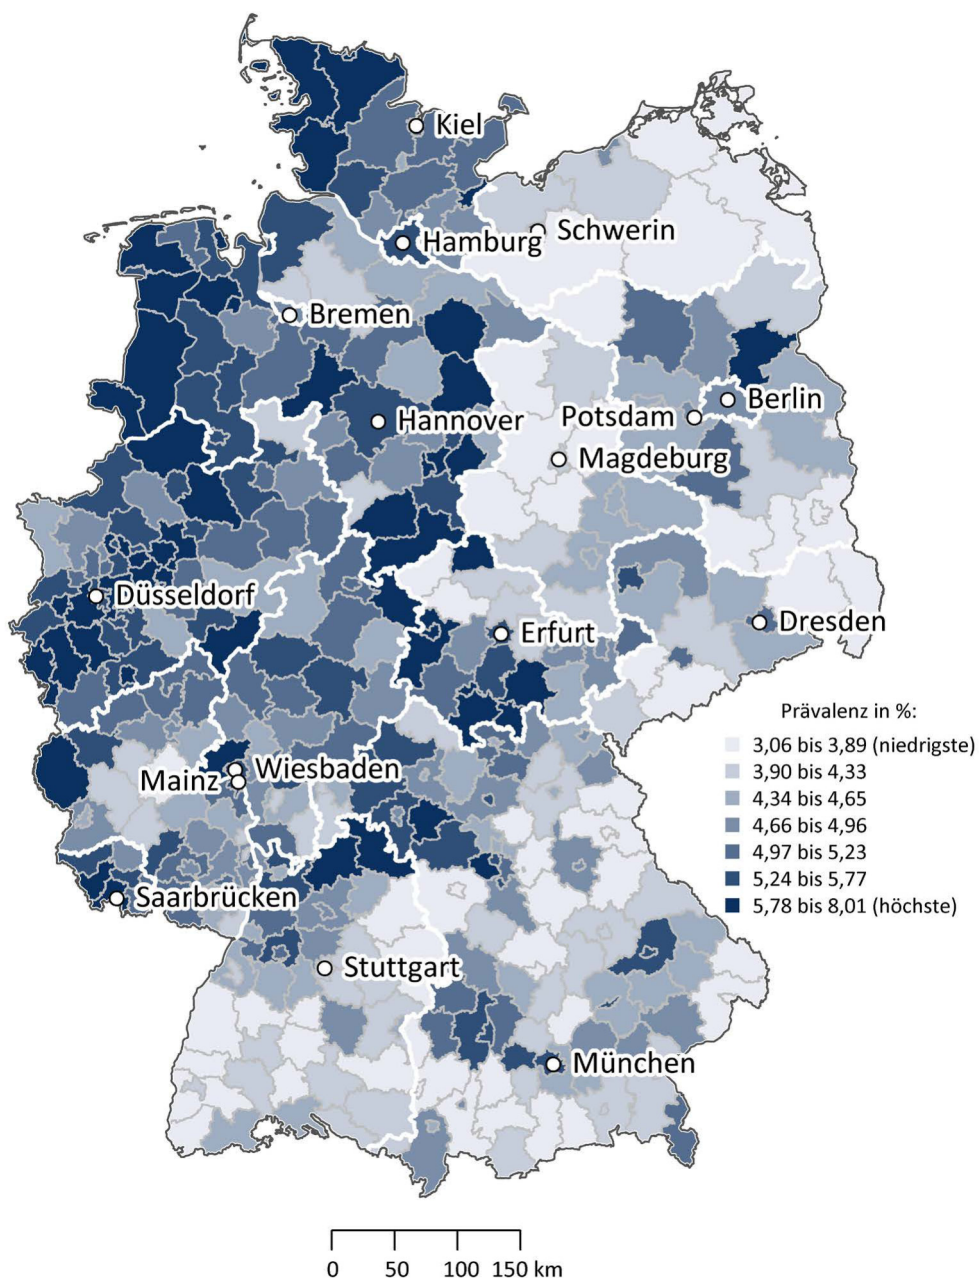 Kiel
Schwerin
Hamburg
Bremen
Berlin
Potsdam
Hannover
Magdeburg
Düsseldorf
Erfurt
Dresden
Prävalenz in %:
3,06 bis 3,89 (niedrigste)
3,90 bis 4,33
4,34 bis 4,65
4,66 bis 4,96
4,97 bis 5,23
5,24 bis 5,77
5,78 bis 8,01 (höchste)
Wiesbaden
Mainz
Saarbrücken
Stuttgart
München
0 50 100 150 km